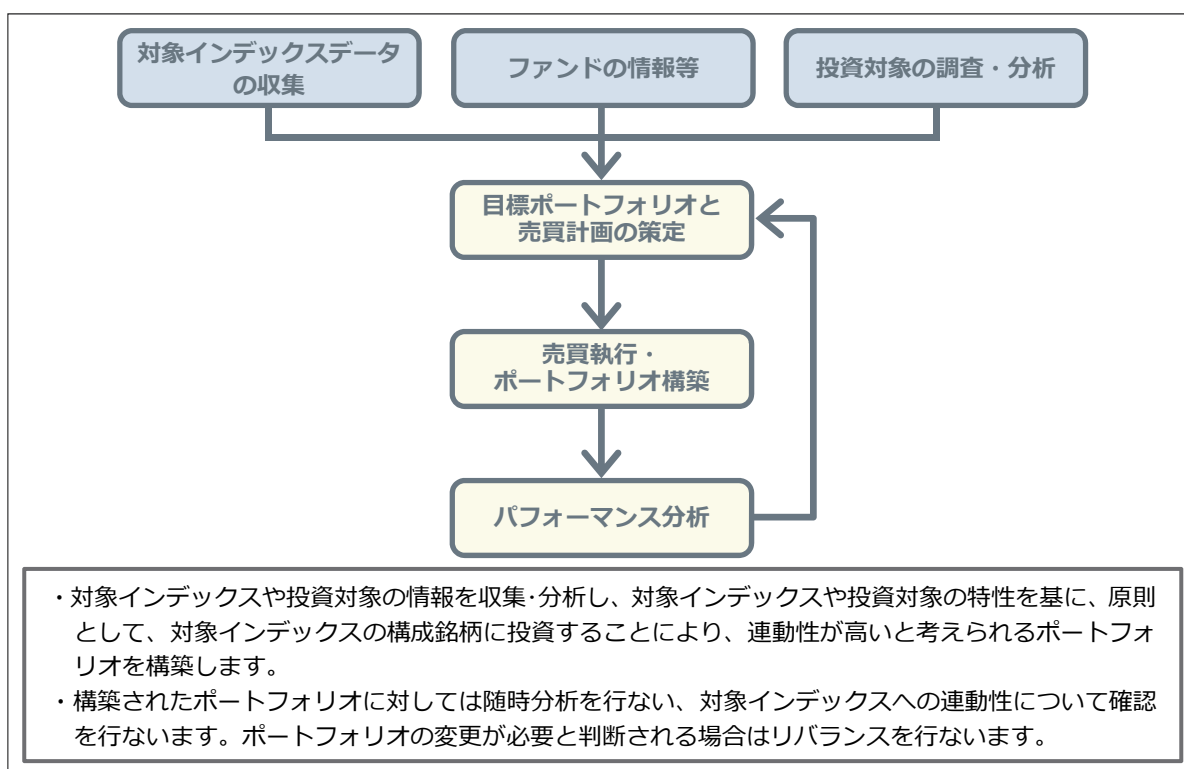 対象インデックスデータ
の収集
ファンドの情報等
投資対象の調査・分析
目標ポートフォリオと
売買計画の策定
売買執行・
ポートフォリオ構築
パフォーマンス分析
・対象インデックスや投資対象の情報を収集･分析し、対象インデックスや投資対象の特性を基に、原則
として、対象インデックスの構成銘柄に投資することにより、連動性が高いと考えられるポートフォ
リオを構築します。
・構築されたポートフォリオに対しては随時分析を行ない、対象インデックスへの連動性について確認
を行ないます。ポートフォリオの変更が必要と判断される場合はリバランスを行ないます。